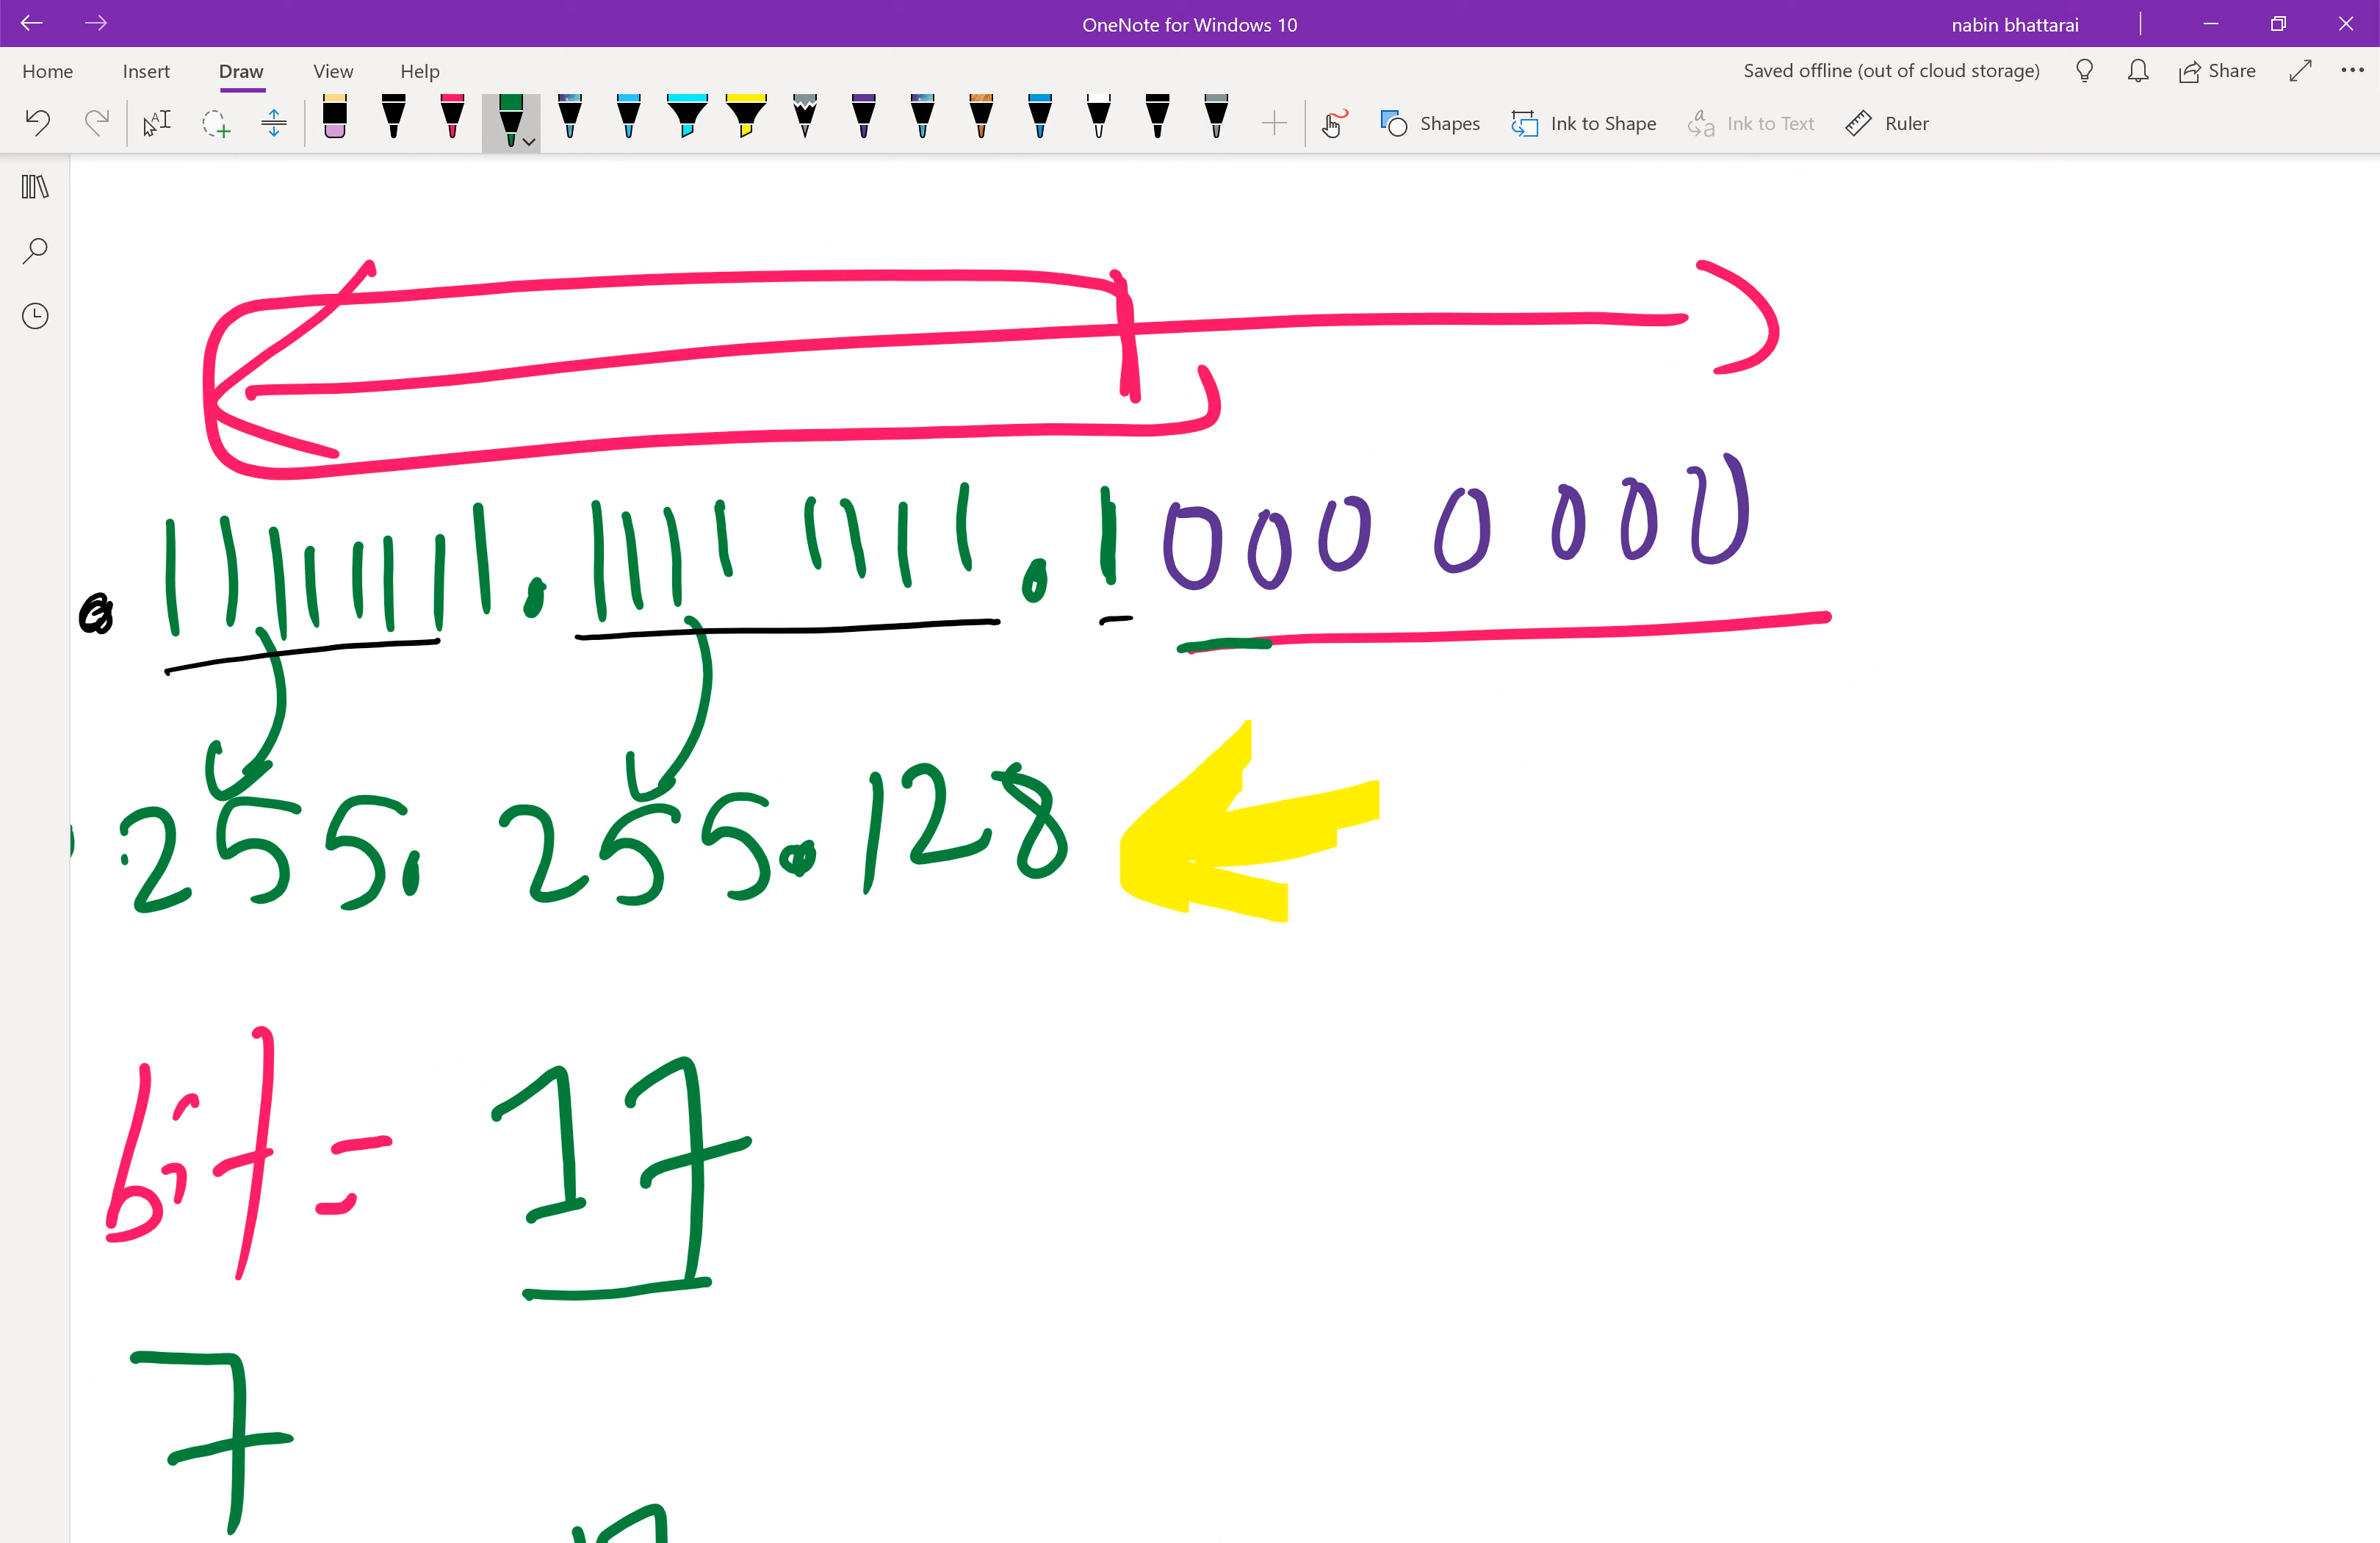 OneNote for Windows 10 nabin bhattarai
Home Insert Draw View Help Saved offline (out of cloud storage) Share
Shapes Ink to Shape Ink to Text Ruler
11111111.11111111.10000000
255.255.128
bit = 17
7